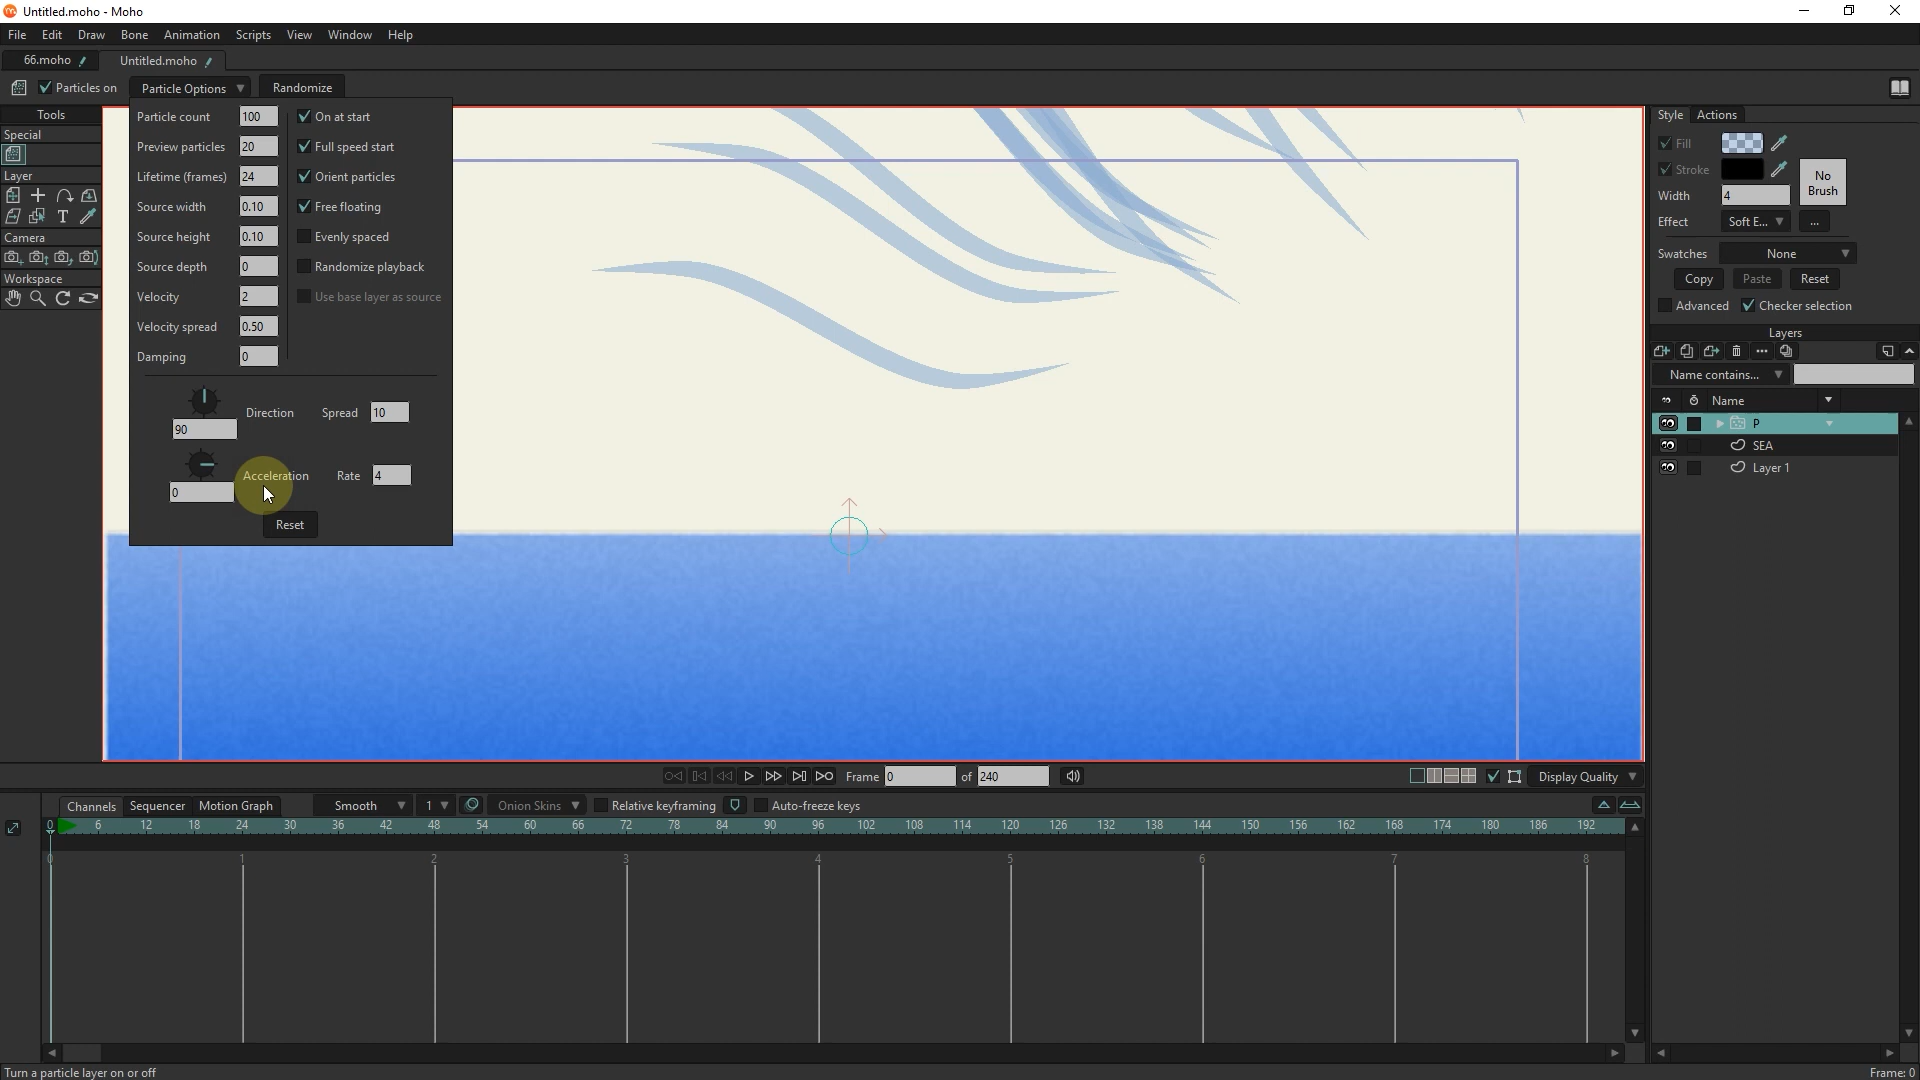 Untitled.moho - Moho
File Edit Draw Bone Animation Scripts View Window Help
66.moho Untitled.moho
Particles on Particle Options Randomize
Tools
Special
Layer
T
Camera
Workspace
Particle count 100
Preview particles 20
Lifetime (frames) 24
Source width 0.10
Source height 0.10
Source depth 0
Velocity 2
Velocity spread 0.50
Damping 0
On at start
Full speed start
Orient particles
Free floating
Evenly spaced
Randomize playback
Use base layer as source
Direction Spread 10
90
Acceleration Rate 4
0
Reset
Style Actions
Fill
Stroke
No Brush
Width 4
Effect Soft E... ...
Swatches None
Copy Paste Reset
Advanced Checker selection
Layers
Name contains...
Name
P
SEA
Layer 1
Frame 0 of 240
Display Quality
Channels Sequencer Motion Graph Smooth 1 Onion Skins Relative keyframing Auto-freeze keys
0 6 12 18 24 30 36 42 48 54 60 66 72 78 84 90 96 102 108 114 120 126 132 138 144 150 156 162 168 174 180 186 192
0 1 2 3 4 5 6 7 8
Turn a particle layer on or off
Frame: 0